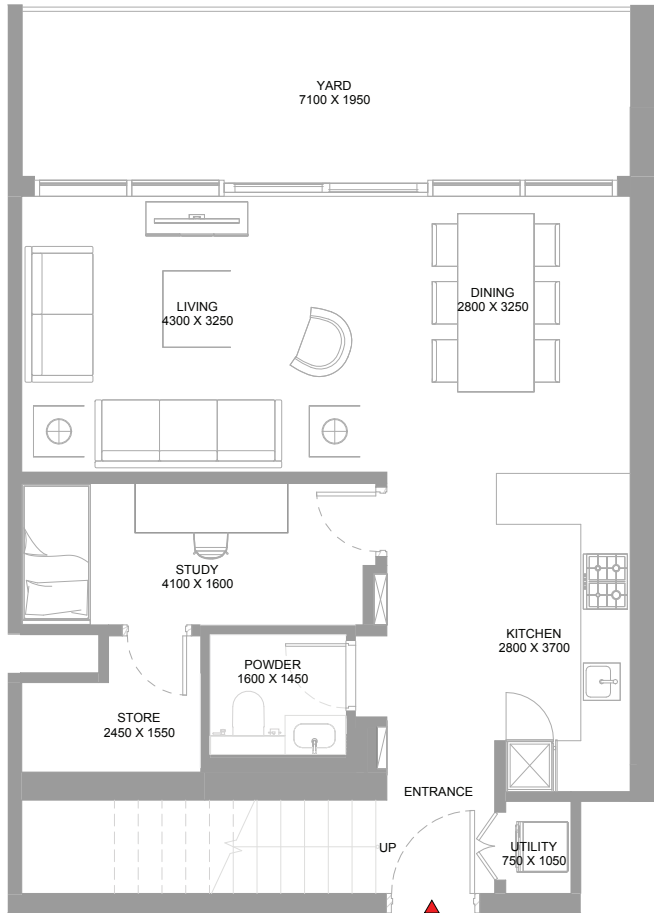 YARD
7100 X 1950
LIVING
4300 X 3250
DINING
2800 X 3250
STUDY
4100 X 1600
KITCHEN
2800 X 3700
POWDER
1600 X 1450
STORE
2450 X 1550
ENTRANCE
UP
UTILITY
750 X 1050